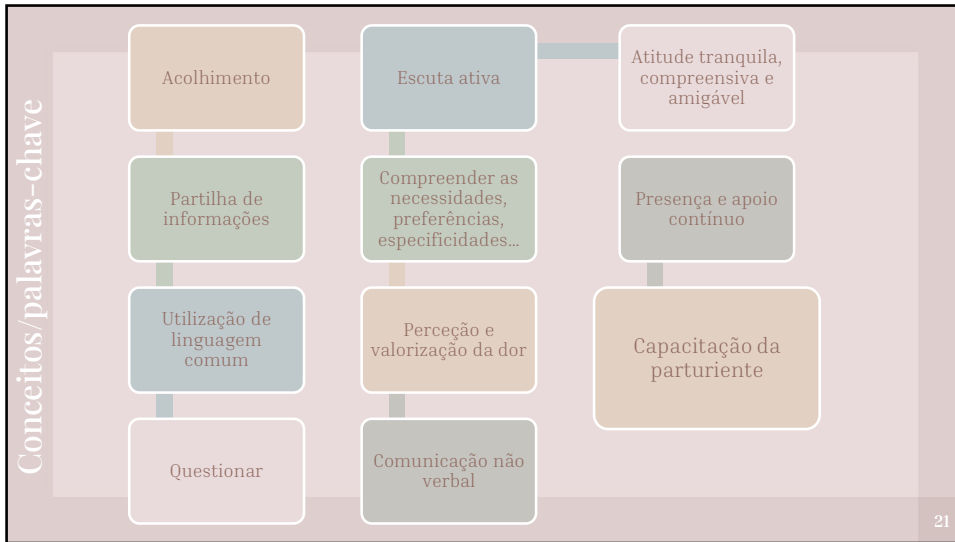 Conceitos/palavras-chave
Acolhimento
Partilha de
informações
Utilização de
linguagem
comum
Questionar
Comunicação não
verbal
Perceção e
valorização da dor
Compreender as
necessidades,
preferências,
especificidades…
Escuta ativa
Atitude tranquila,
compreensiva e
amigável
Presença e apoio
contínuo
Capacitação da
parturiente
21